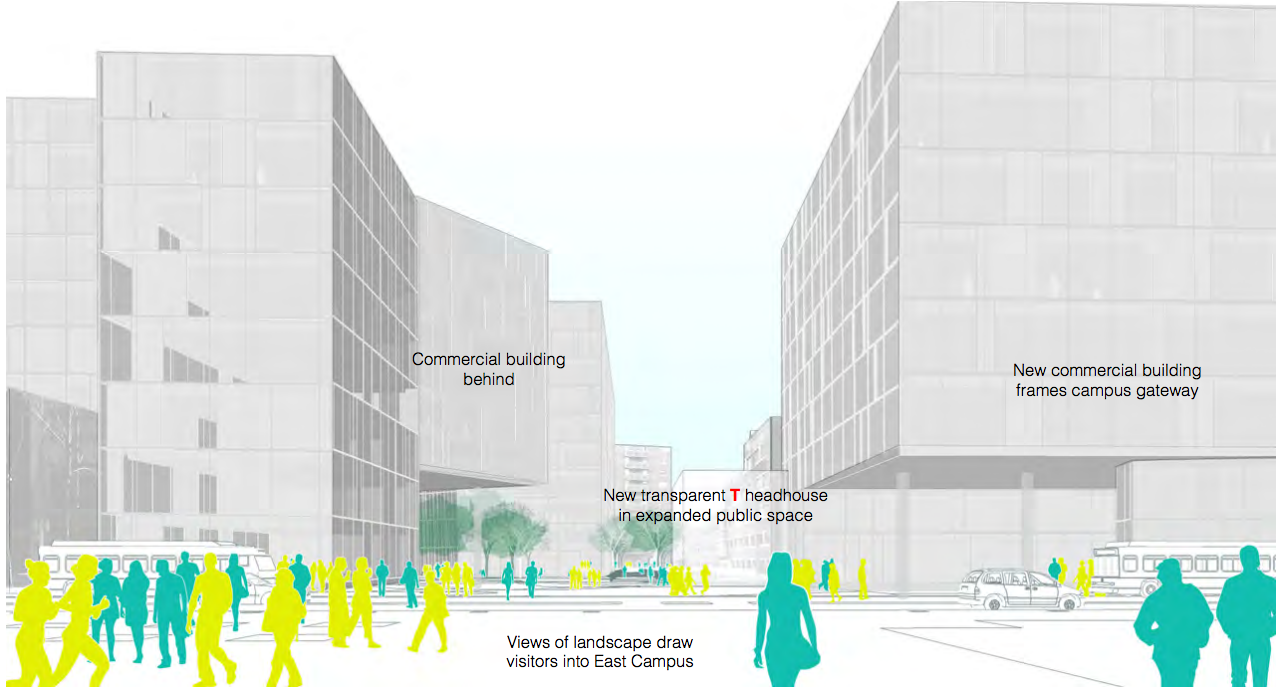 Commercial building
behind
New commercial building
frames campus gateway
New transparent T headhouse
in expanded public space
Views of landscape draw
visitors into East Campus